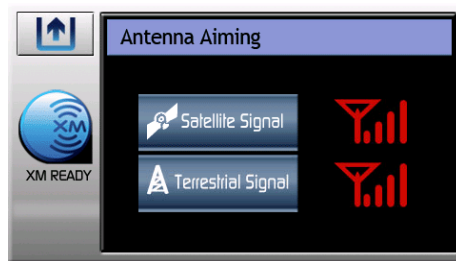 Antenna Aiming
XM
XM READY
Satellite Signal
Terrestrial Signal